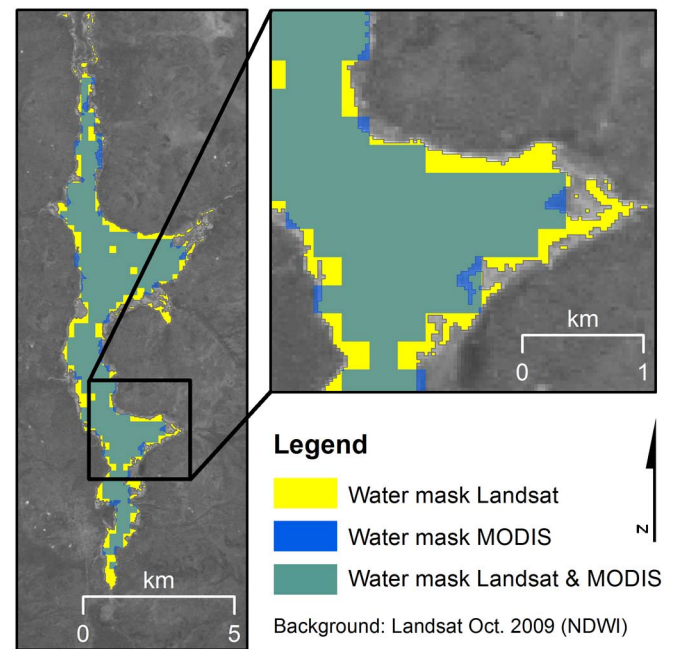 km
0 5
km
0 1
Legend
Water mask Landsat
Water mask MODIS
Water mask Landsat & MODIS
N
Background: Landsat Oct. 2009 (NDWI)